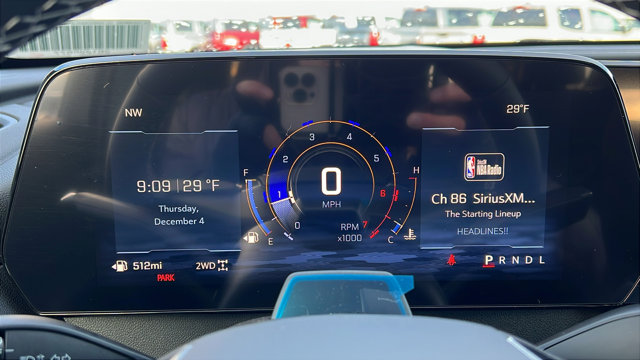 NW
29°F
9:09 29 °F
Thursday,
December 4
512mi
2WD
PARK
F
E
0
1
2
3
4
5
6
7
0
MPH
RPM
x1000
H
C
SiriusXM
NBA Radio
Ch 86 SiriusXM...
The Starting Lineup
HEADLINES!!
P R N D L